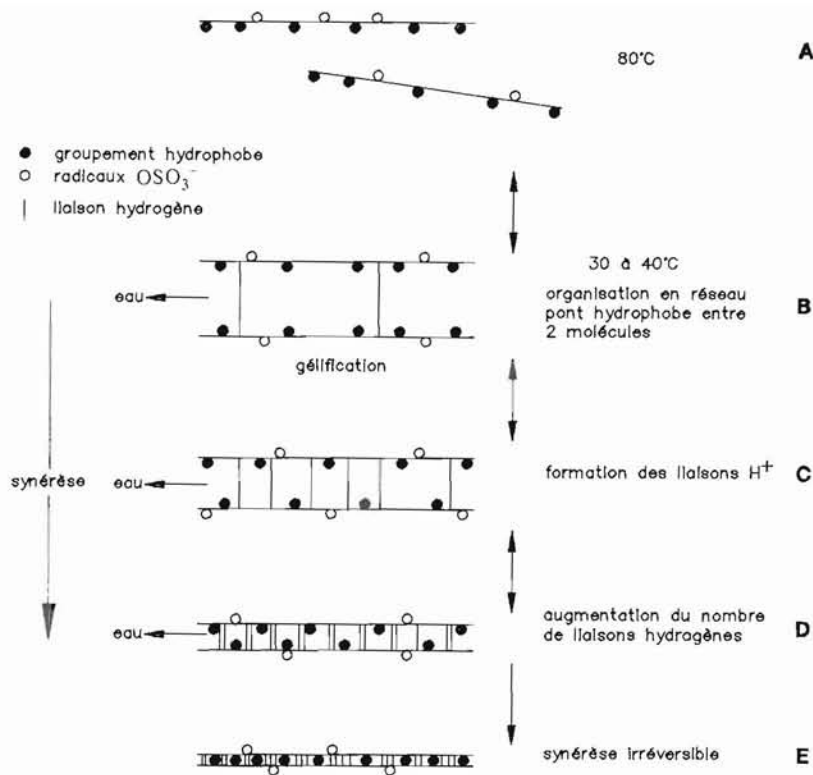 A
80°C
● groupement hydrophobe
○ radicaux OSO₃⁻
| liaison hydrogène
30 à 40°C
eau
organisation en réseau
pont hydrophobe entre
2 molécules
B
gélification
synérèse
eau
formation des liaisons H⁺
C
eau
augmentation du nombre
de liaisons hydragènes
D
synérèse irréversible
E